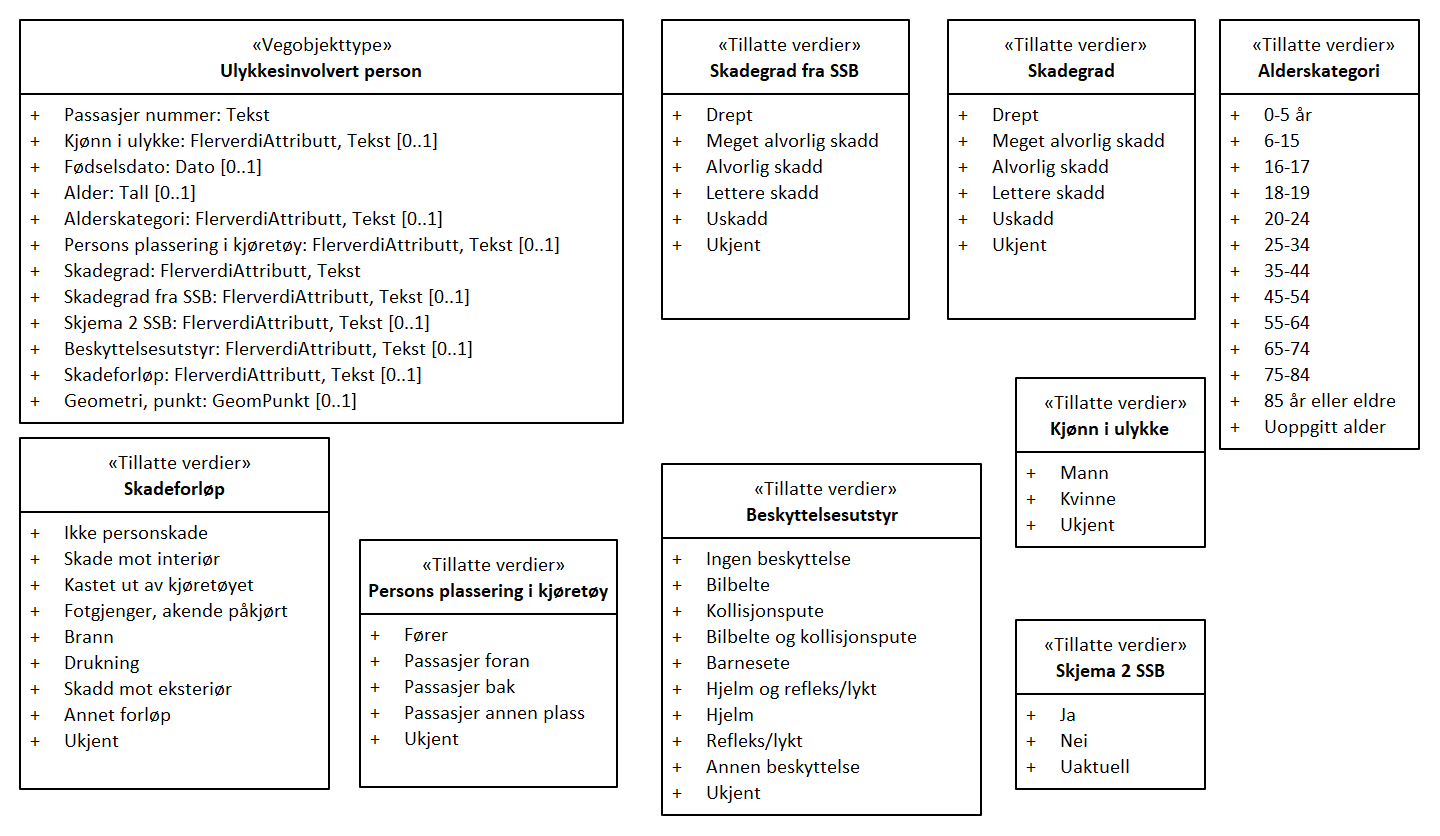 «Vegobjekttype»
Ulykkesinvolvert person
+ Passasjer nummer: Tekst
+ Kjønn i ulykke: FlerverdiAttributt, Tekst [0..1]
+ Fødselsdato: Dato [0..1]
+ Alder: Tall [0..1]
+ Alderskategori: FlerverdiAttributt, Tekst [0..1]
+ Persons plassering i kjøretøy: FlerverdiAttributt, Tekst [0..1]
+ Skadegrad: FlerverdiAttributt, Tekst
+ Skadegrad fra SSB: FlerverdiAttributt, Tekst [0..1]
+ Skjema 2 SSB: FlerverdiAttributt, Tekst [0..1]
+ Beskyttelsesutstyr: FlerverdiAttributt, Tekst [0..1]
+ Skadeforløp: FlerverdiAttributt, Tekst [0..1]
+ Geometri, punkt: GeomPunkt [0..1]
«Tillatte verdier»
Skadegrad fra SSB
+ Drept
+ Meget alvorlig skadd
+ Alvorlig skadd
+ Lettere skadd
+ Uskadd
+ Ukjent
«Tillatte verdier»
Skadegrad
+ Drept
+ Meget alvorlig skadd
+ Alvorlig skadd
+ Lettere skadd
+ Uskadd
+ Ukjent
«Tillatte verdier»
Alderskategori
+ 0-5 år
+ 6-15
+ 16-17
+ 18-19
+ 20-24
+ 25-34
+ 35-44
+ 45-54
+ 55-64
+ 65-74
+ 75-84
+ 85 år eller eldre
+ Uoppgitt alder
«Tillatte verdier»
Skadeforløp
+ Ikke personskade
+ Skade mot interiør
+ Kastet ut av kjøretøyet
+ Fotgjenger, akende påkjørt
+ Brann
+ Drukning
+ Skadd mot eksteriør
+ Annet forløp
+ Ukjent
«Tillatte verdier»
Persons plassering i kjøretøy
+ Fører
+ Passasjer foran
+ Passasjer bak
+ Passasjer annen plass
+ Ukjent
«Tillatte verdier»
Beskyttelsesutstyr
+ Ingen beskyttelse
+ Bilbelte
+ Kollisjonspute
+ Bilbelte og kollisjonspute
+ Barnesete
+ Hjelm og refleks/lykt
+ Hjelm
+ Refleks/lykt
+ Annen beskyttelse
+ Ukjent
«Tillatte verdier»
Kjønn i ulykke
+ Mann
+ Kvinne
+ Ukjent
«Tillatte verdier»
Skjema 2 SSB
+ Ja
+ Nei
+ Uaktuell